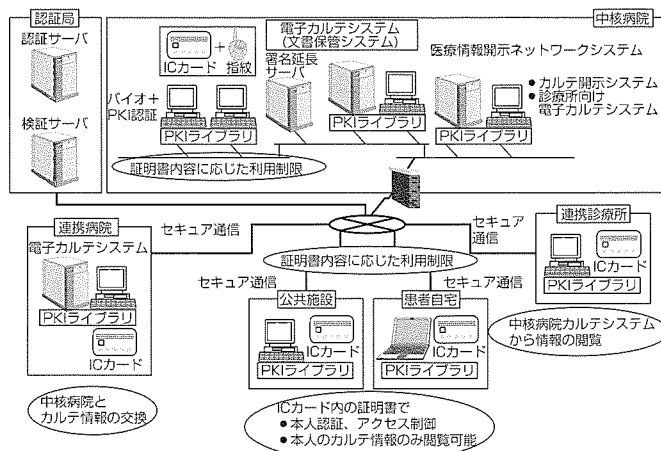 認証局
認証サーバ
検証サーバ
中核病院
電子カルテシステム
(文書保管システム)
ICカード
+
指紋
署名延長
サーバ
医療情報開示ネットワークシステム
● カルテ開示システム
● 診療所向け
電子カルテシステム
バイオ+
PKI認証
PKIライブラリ
PKIライブラリ
PKIライブラリ
証明書内容に応じた利用制限
連携病院
電子カルテシステム
PKIライブラリ
ICカード
セキュア通信
セキュア
通信
連携診療所
ICカード
PKIライブラリ
証明書内容に応じた利用制限
セキュア通信
セキュア通信
公共施設
ICカード
PKIライブラリ
患者自宅
ICカード
PKIライブラリ
中核病院カルテシステム
から情報の閲覧
中核病院と
カルテ情報の交換
ICカード内の証明書で
● 本人認証、アクセス制御
● 本人のカルテ情報のみ閲覧可能